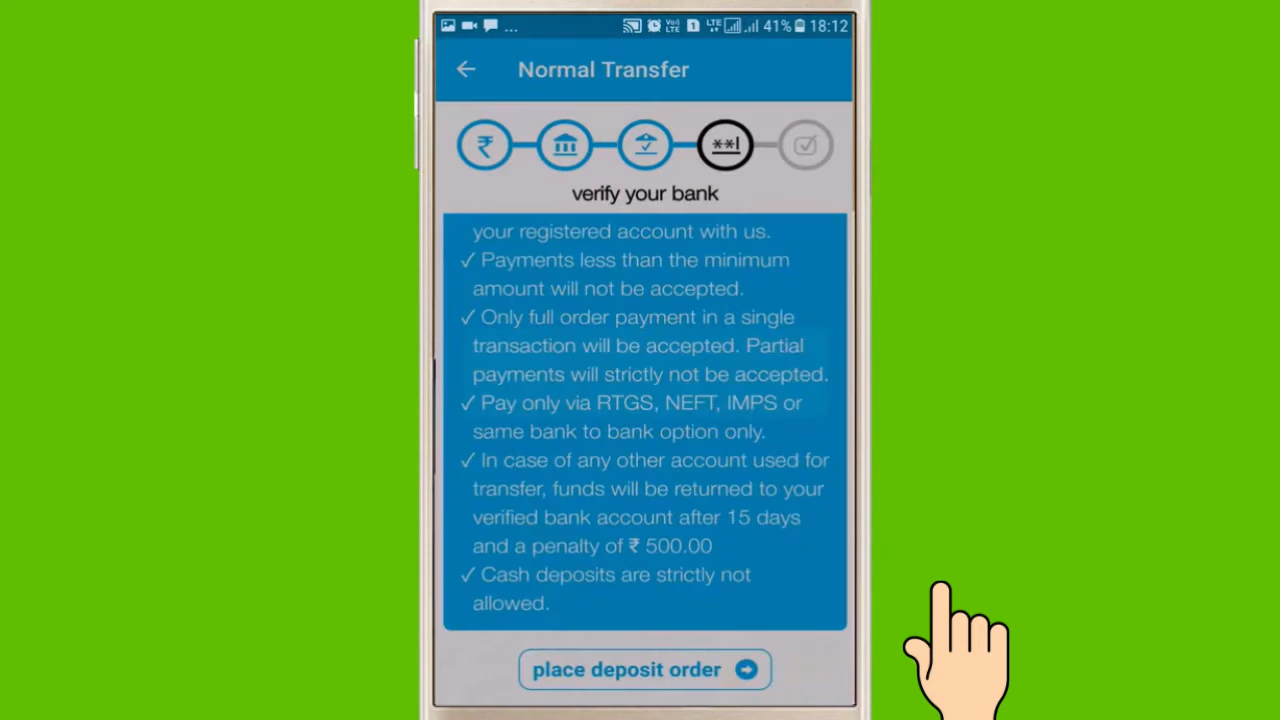 ... VoD LTE 1 LTE 41% 18:12
Normal Transfer
₹ **I
verify your bank
your registered account with us.
✓ Payments less than the minimum
amount will not be accepted.
✓ Only full order payment in a single
transaction will be accepted. Partial
payments will strictly not be accepted.
✓ Pay only via RTGS, NEFT, IMPS or
same bank to bank option only.
✓ In case of any other account used for
transfer, funds will be returned to your
verified bank account after 15 days
and a penalty of ₹ 500.00
✓ Cash deposits are strictly not
allowed.
place deposit order